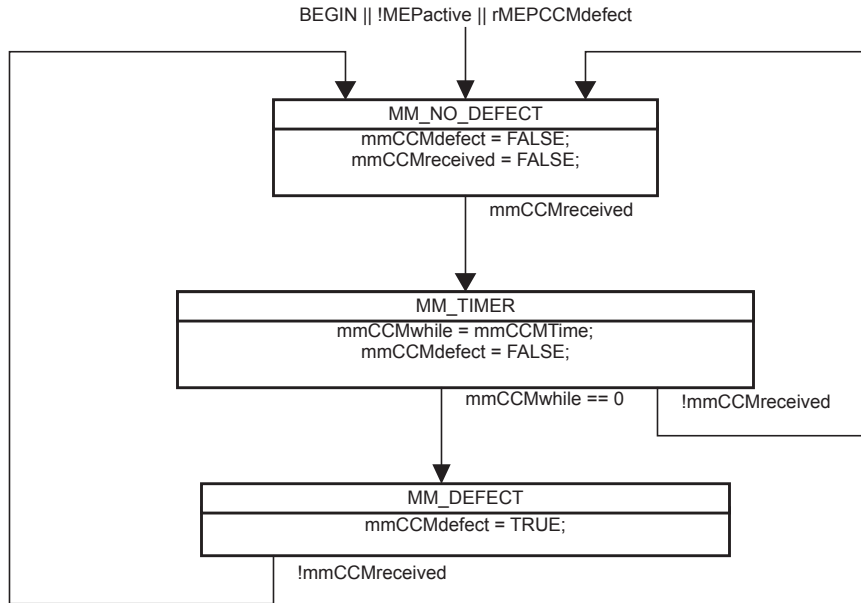 BEGIN || !MEPactive || rMEPCCMdefect
MM_NO_DEFECT
mmCCMdefect = FALSE;
mmCCMreceived = FALSE;
mmCCMreceived
MM_TIMER
mmCCMwhile = mmCCMTime;
mmCCMdefect = FALSE;
mmCCMwhile == 0
!mmCCMreceived
MM_DEFECT
mmCCMdefect = TRUE;
!mmCCMreceived